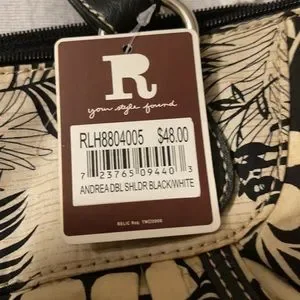 R
your style found
RLH8804005 $48.00
7 23765 09440 3
ANDREA DBL SHLDR BLACK/WHITE